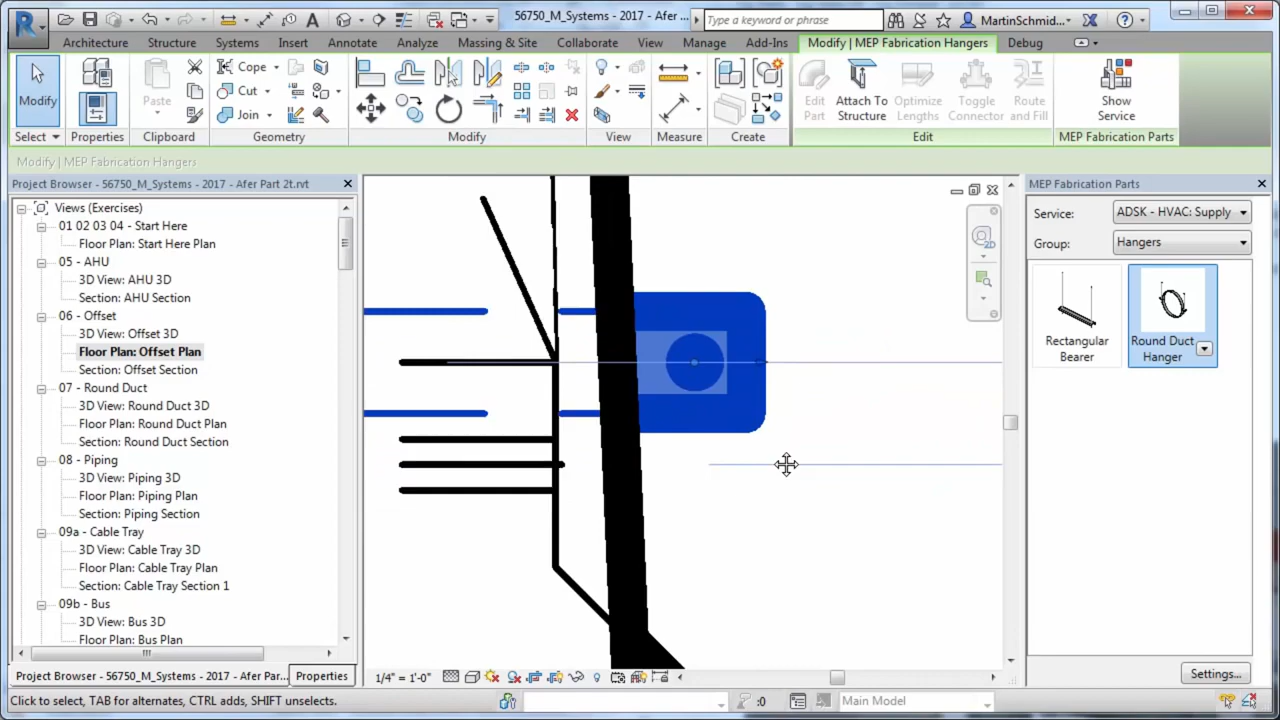 56750_M_Systems - 2017 - Afer ...
Type a keyword or phrase
MartinSchmid...
Architecture Structure Systems Insert Annotate Analyze Massing & Site Collaborate View Manage Add-Ins Modify | MEP Fabrication Hangers Debug
Modify
Paste
Cope
Cut
Join
Edit Part
Attach To Structure
Optimize Lengths
Toggle Connector
Route and Fill
Show Service
Select Properties Clipboard Geometry Modify View Measure Create Edit MEP Fabrication Parts
Modify | MEP Fabrication Hangers
Project Browser - 56750_M_Systems - 2017 - Afer Part 2t.rvt
Views (Exercises)
01 02 03 04 - Start Here
Floor Plan: Start Here Plan
05 - AHU
3D View: AHU 3D
Section: AHU Section
06 - Offset
3D View: Offset 3D
Floor Plan: Offset Plan
Section: Offset Section
07 - Round Duct
3D View: Round Duct 3D
Floor Plan: Round Duct Plan
Section: Round Duct Section
08 - Piping
3D View: Piping 3D
Floor Plan: Piping Plan
Section: Piping Section
09a - Cable Tray
3D View: Cable Tray 3D
Floor Plan: Cable Tray Plan
Section: Cable Tray Section 1
09b - Bus
3D View: Bus 3D
Floor Plan: Bus Plan
Project Browser - 56750_M_Systems - 2017 - Afer Par...
Properties
2D
MEP Fabrication Parts
Service: ADSK - HVAC: Supply
Group: Hangers
Rectangular Bearer
Round Duct Hanger
Settings...
1/4" = 1'-0"
Click to select, TAB for alternates, CTRL adds, SHIFT unselects.
:0
Main Model